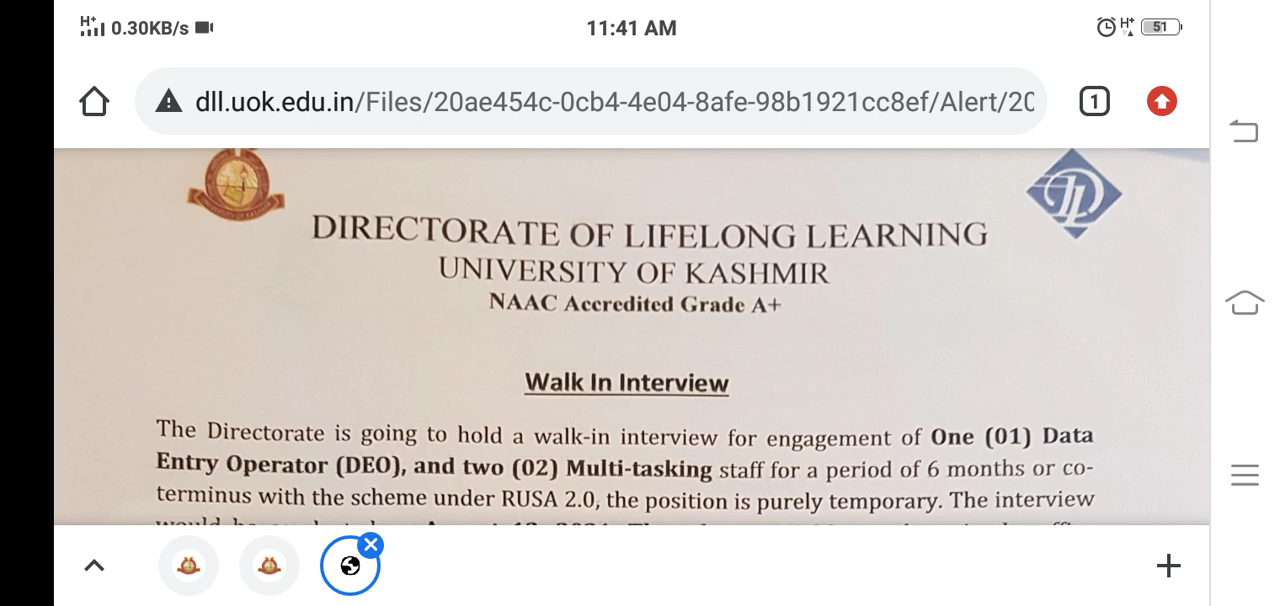 H+ 0.30KB/s
11:41 AM
H+ 51
dll.uok.edu.in/Files/20ae454c-0cb4-4e04-8afe-98b1921cc8ef/Alert/20
1
DIRECTORATE OF LIFELONG LEARNING
UNIVERSITY OF KASHMIR
NAAC Accredited Grade A+
Walk In Interview
The Directorate is going to hold a walk-in interview for engagement of One (01) Data
Entry Operator (DEO), and two (02) Multi-tasking staff for a period of 6 months or co-
terminus with the scheme under RUSA 2.0, the position is purely temporary. The interview